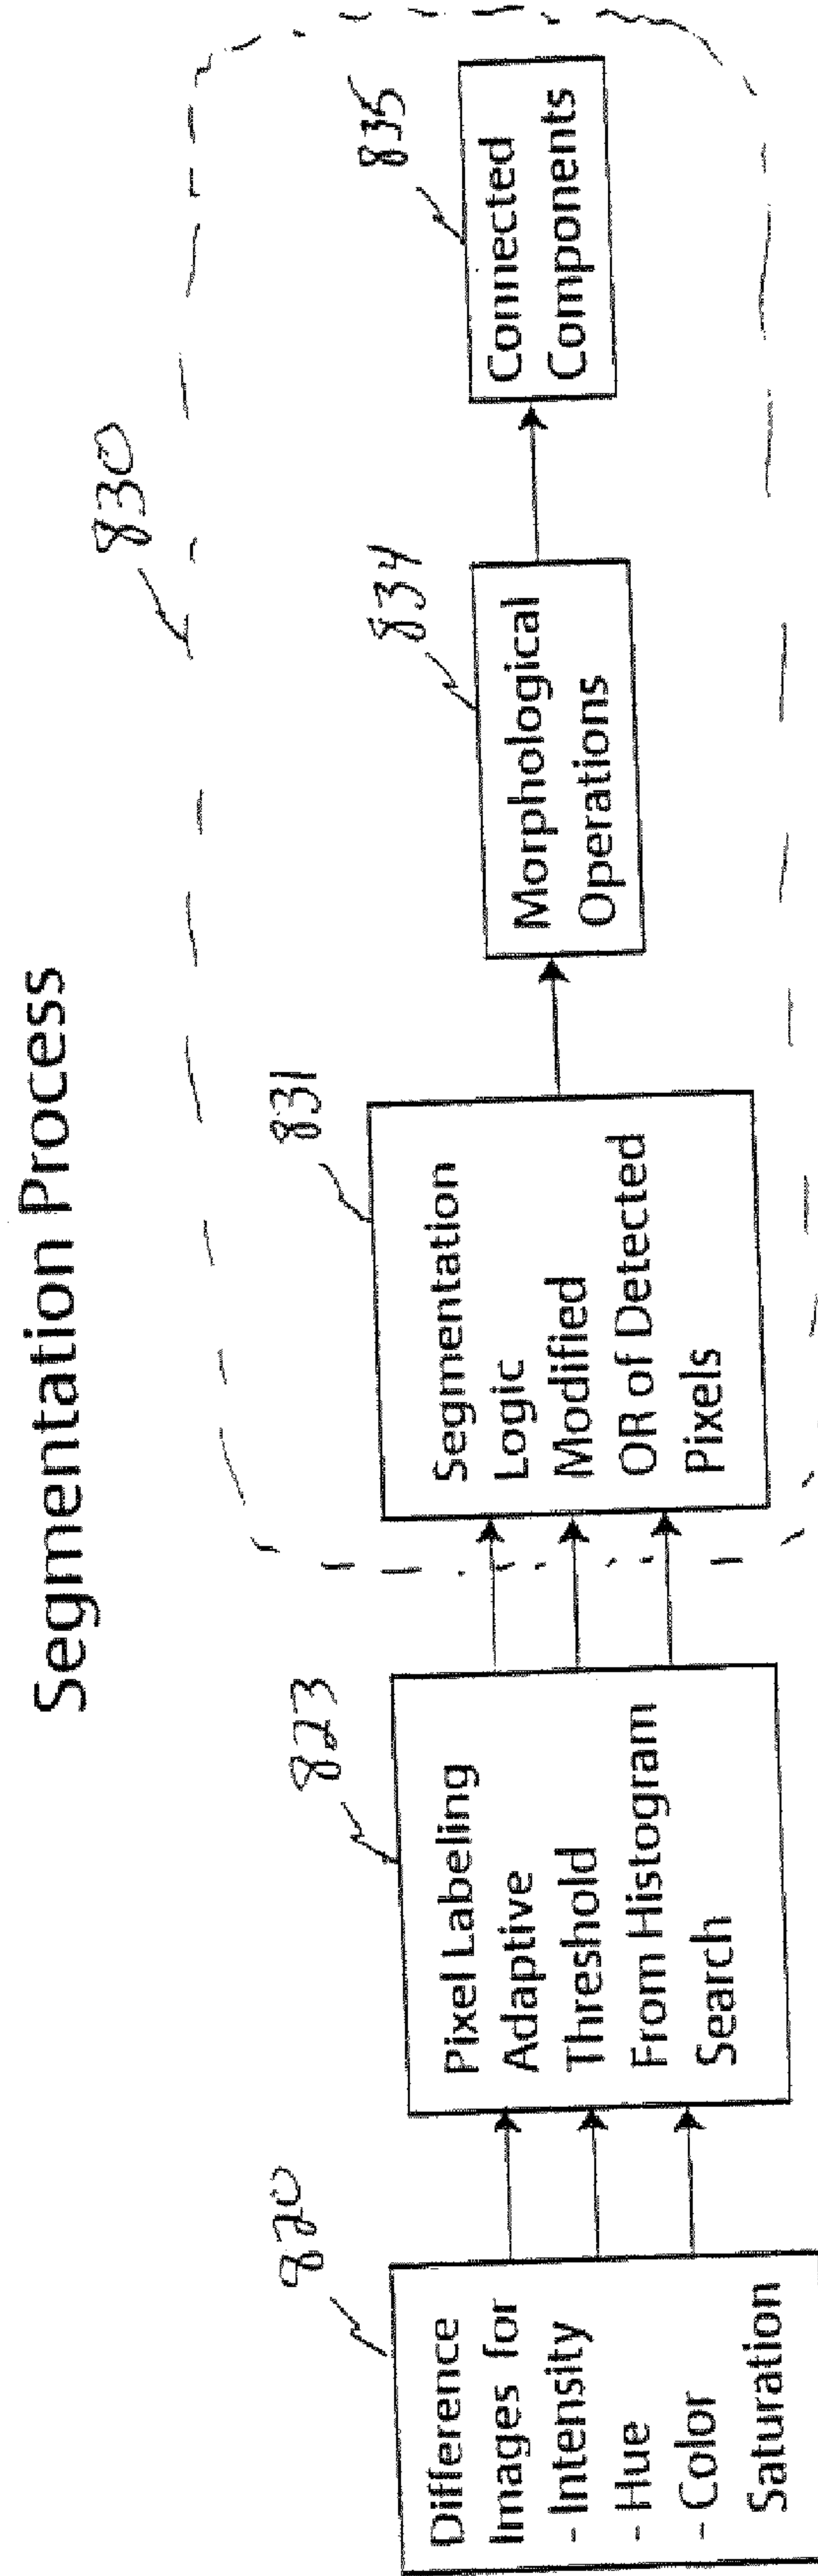 Segmentation Process
830
820
Difference
Images for
- Intensity
- Hue
- Color
Saturation
823
Pixel Labeling
Adaptive
Threshold
From Histogram
Search
831
Segmentation
Logic
Modified
OR of Detected
Pixels
834
Morphological
Operations
835
Connected
Components